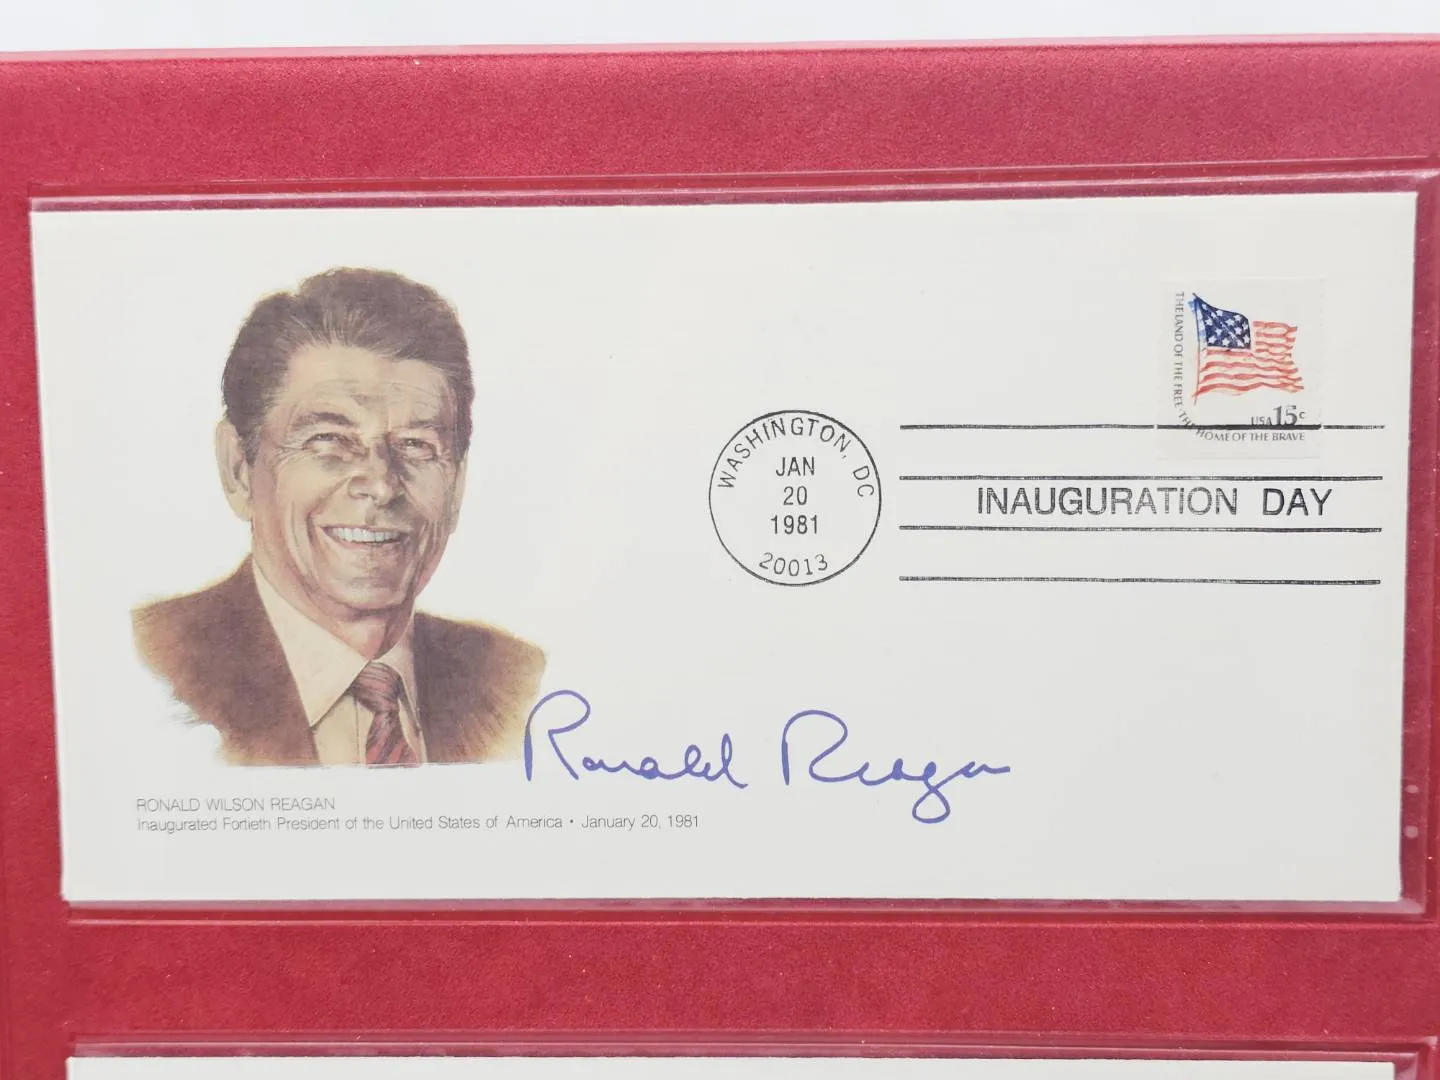 THE LAND OF THE FREE · THE HOME OF THE BRAVE
USA 15c
WASHINGTON, DC
JAN
20
1981
20013
INAUGURATION DAY
Ronald Reagan
RONALD WILSON REAGAN
Inaugurated Fortieth President of the United States of America • January 20, 1981